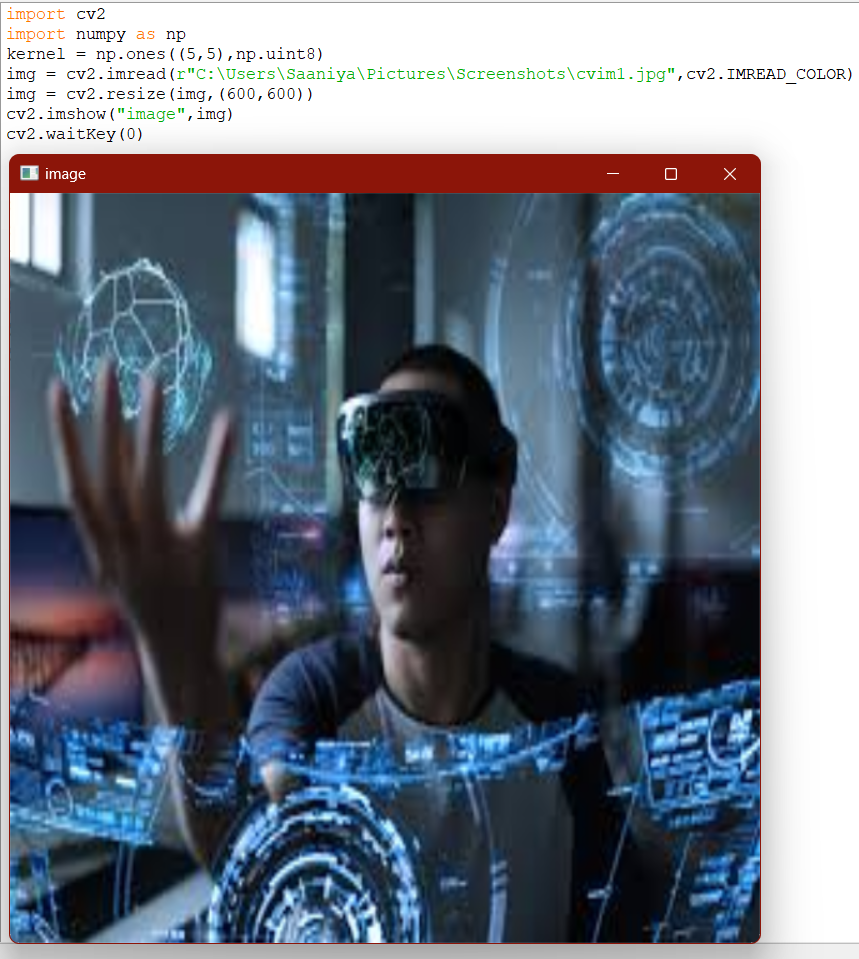 import cv2
import numpy as np
kernel = np.ones((5,5),np.uint8)
img = cv2.imread(r"C:\Users\Saaniya\Pictures\Screenshots\cvim1.jpg",cv2.IMREAD_COLOR)
img = cv2.resize(img,(600,600))
cv2.imshow("image",img)
cv2.waitKey(0)
image